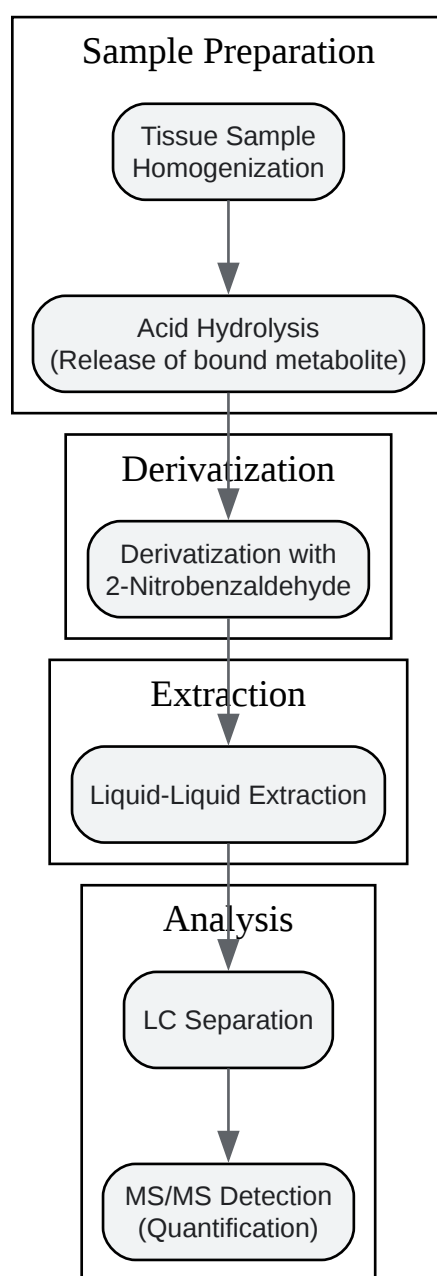 Sample Preparation
Tissue Sample
Homogenization
Acid Hydrolysis
(Release of bound metabolite)
Derivatization
Derivatization with
2-Nitrobenzaldehyde
Extraction
Liquid-Liquid Extraction
Analysis
LC Separation
MS/MS Detection
(Quantification)